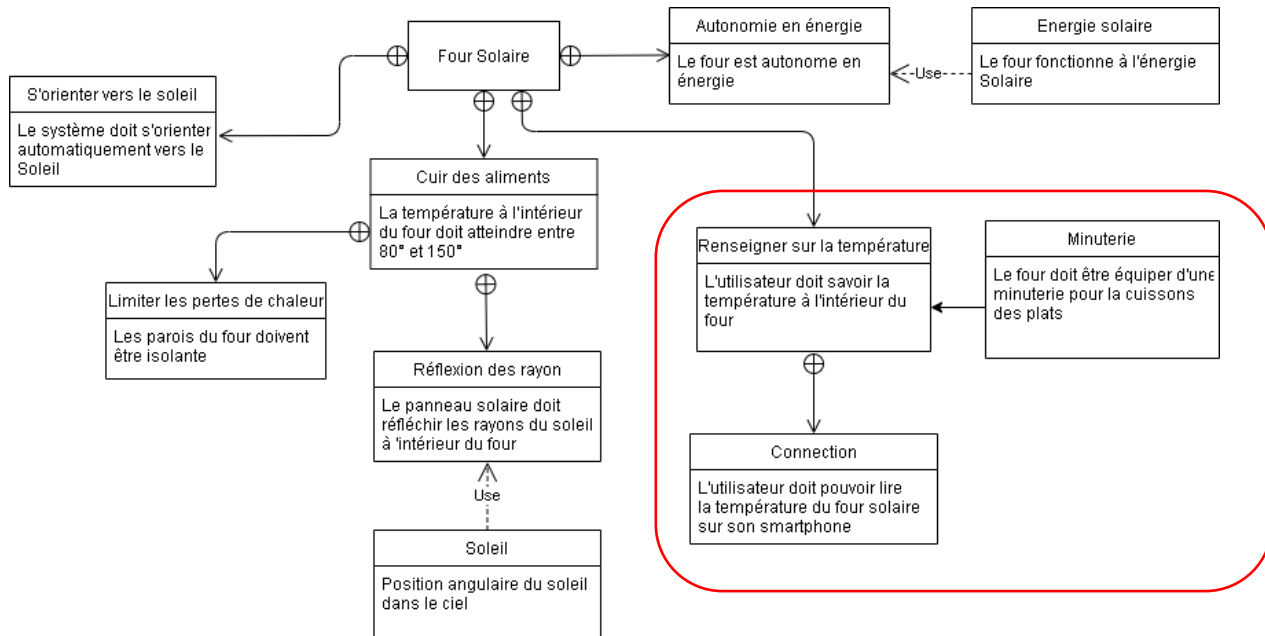 Four Solaire
Autonomie en énergie
Le four est autonome en
énergie
Use
Energie solaire
Le four fonctionne à l'énergie
Solaire
S'orienter vers le soleil
Le système doit s'orienter
automatiquement vers le
Soleil
Cuir des aliments
La température à l'intérieur
du four doit atteindre entre
80° et 150°
Limiter les pertes de chaleur
Les parois du four doivent
être isolante
Réflexion des rayon
Le panneau solaire doit
réfléchir les rayons du soleil
à 'intérieur du four
Use
Soleil
Position angulaire du soleil
dans le ciel
Renseigner sur la température
L'utilisateur doit savoir la
température à l'intérieur du
four
Minuterie
Le four doit être équiper d'une
minuterie pour la cuissons
des plats
Connection
L'utilisateur doit pouvoir lire
la température du four solaire
sur son smartphone